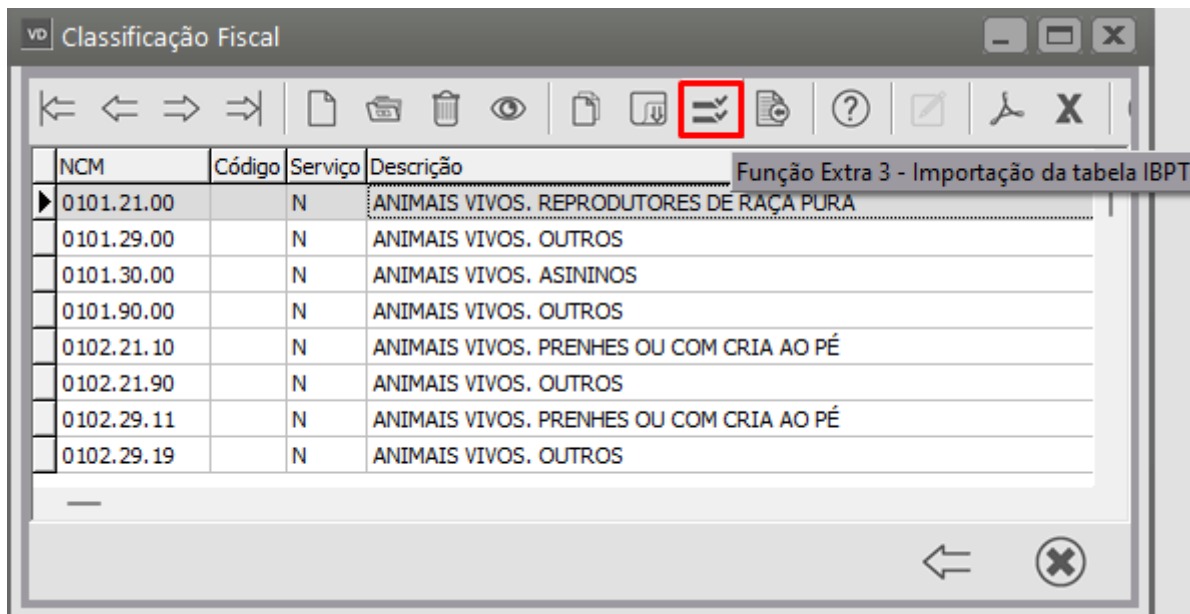 VD Classificação Fiscal
NCM Código Serviço Descrição
Função Extra 3 - Importação da tabela IBPT
0101.21.00 N ANIMAIS VIVOS. REPRODUTORES DE RAÇA PURA
0101.29.00 N ANIMAIS VIVOS. OUTROS
0101.30.00 N ANIMAIS VIVOS. ASININOS
0101.90.00 N ANIMAIS VIVOS. OUTROS
0102.21.10 N ANIMAIS VIVOS. PRENHES OU COM CRIA AO PÉ
0102.21.90 N ANIMAIS VIVOS. OUTROS
0102.29.11 N ANIMAIS VIVOS. PRENHES OU COM CRIA AO PÉ
0102.29.19 N ANIMAIS VIVOS. OUTROS